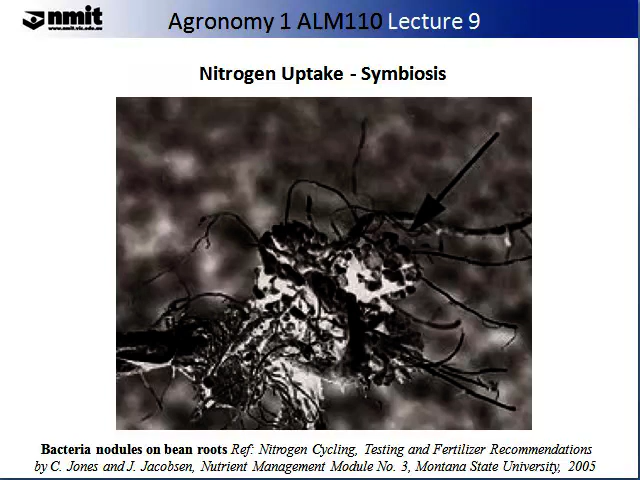 nmit
www.nmit.vic.edu.au
Agronomy 1 ALM110 Lecture 9
Nitrogen Uptake - Symbiosis
Bacteria nodules on bean roots Ref: Nitrogen Cycling, Testing and Fertilizer Recommendations
by C. Jones and J. Jacobsen, Nutrient Management Module No. 3, Montana State University, 2005